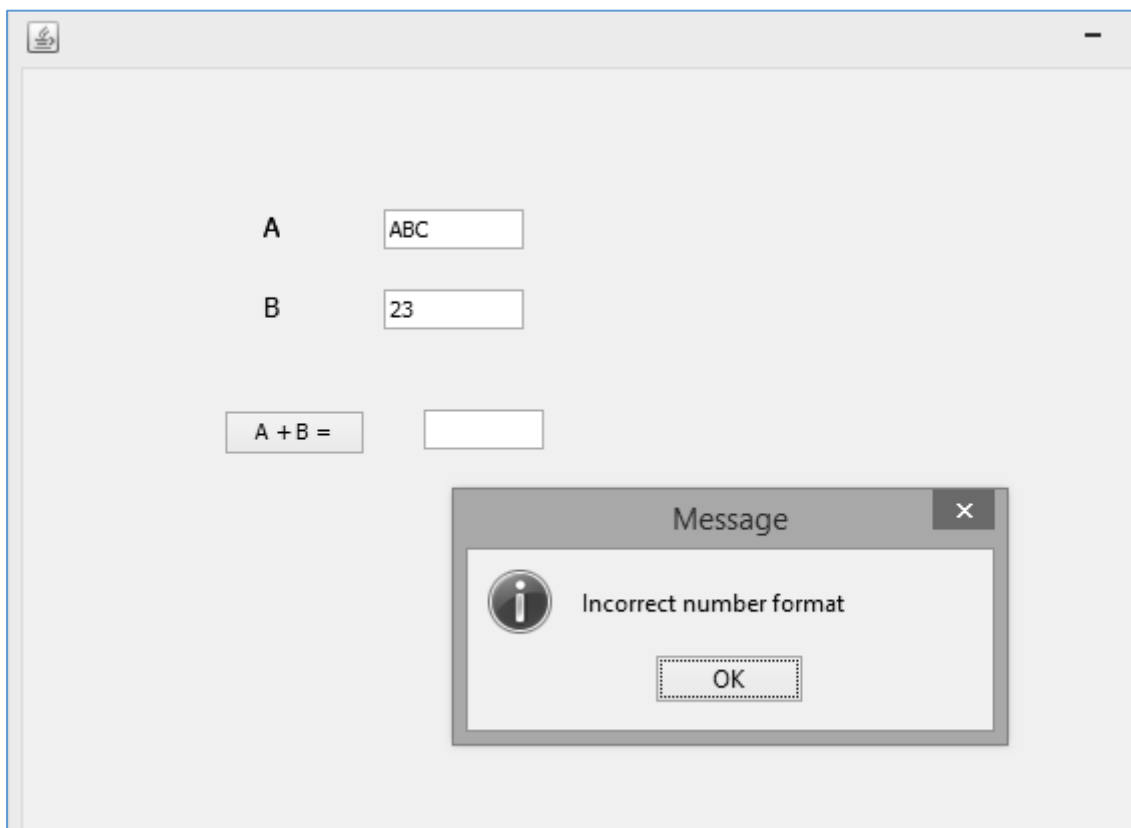 A ABC
B 23
A + B =
Message
Incorrect number format
OK